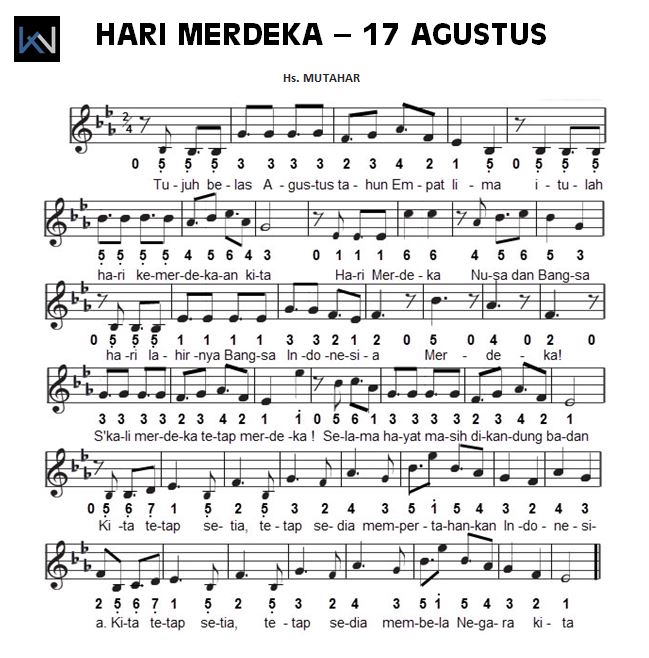 HARI MERDEKA – 17 AGUSTUS
Hs. MUTAHAR
2/4
0 5 5 5 3 3 3 3 2 3 4 2 1 5 0 5 5 5
Tu - juh be - las A - gus-tus ta - hun Em - pat li - ma i - tu - lah
5 5 5 5 4 5 6 4 3 0 1 1 1 6 6 4 5 6 5 3
ha-ri ke-mer-de-ka-an ki-ta Ha-ri Mer-de - ka Nu-sa dan Bang-sa
0 5 5 5 1 1 1 1 3 3 2 1 2 0 5 0 4 0 2 0
ha-ri la-hir-nya Bang-sa In-do-ne-si-a Mer - de - ka!
3 3 3 3 2 3 4 2 1 1 0 5 6 1 3 3 3 3 2 3 4 2 1
S'ka-li mer-de-ka te-tap mer-de-ka ! Se-la-ma ha-yat ma-sih di-kan-dung ba-dan
0 5 6 7 1 5 2 5 3 2 4 3 5 1 5 4 3 2 4 3
Ki - ta te-tap se-tia, te-tap se-dia mem-per-ta-han-kan In-do-ne-si-
2 5 6 7 1 5 2 5 3 2 4 3 5 1 5 4 3 3 2 1
a. Ki-ta te-tap se-tia, te-tap sedia mem-be-la Ne-ga-ra ki-ta